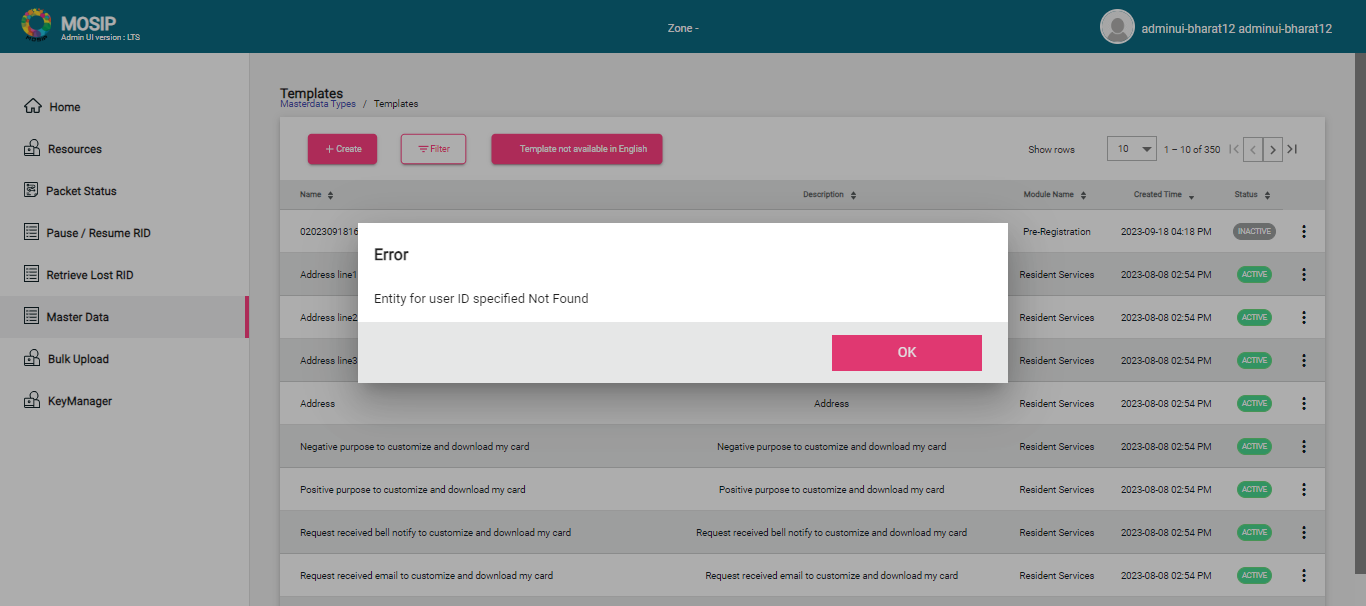 MOSIP
Admin UI version : LTS
Zone -
adminui-bharat12 adminui-bharat12
Home
Resources
Packet Status
Pause / Resume RID
Retrieve Lost RID
Master Data
Bulk Upload
KeyManager
Templates
Masterdata Types / Templates
+ Create
Filter
Template not available in English
Show rows
10
1 – 10 of 350
Name
Description
Module Name
Created Time
Status
02023091816
Pre-Registration
2023-09-18 04:18 PM
INACTIVE
Address line1
Resident Services
2023-08-08 02:54 PM
ACTIVE
Address line2
Resident Services
2023-08-08 02:54 PM
ACTIVE
Address line3
Resident Services
2023-08-08 02:54 PM
ACTIVE
Address
Address
Resident Services
2023-08-08 02:54 PM
ACTIVE
Negative purpose to customize and download my card
Negative purpose to customize and download my card
Resident Services
2023-08-08 02:54 PM
ACTIVE
Positive purpose to customize and download my card
Positive purpose to customize and download my card
Resident Services
2023-08-08 02:54 PM
ACTIVE
Request received bell notify to customize and download my card
Request received bell notify to customize and download my card
Resident Services
2023-08-08 02:54 PM
ACTIVE
Request received email to customize and download my card
Request received email to customize and download my card
Resident Services
2023-08-08 02:54 PM
ACTIVE
Error
Entity for user ID specified Not Found
OK